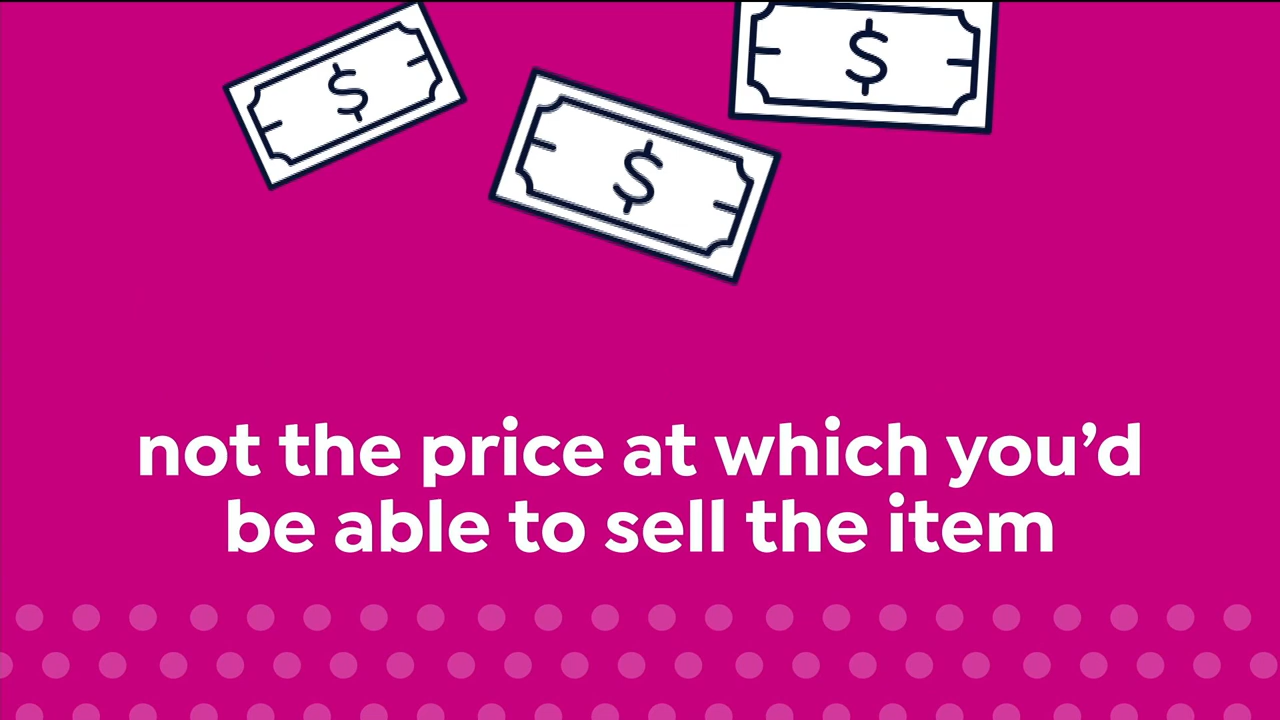 $
$
$
not the price at which you’d
be able to sell the item